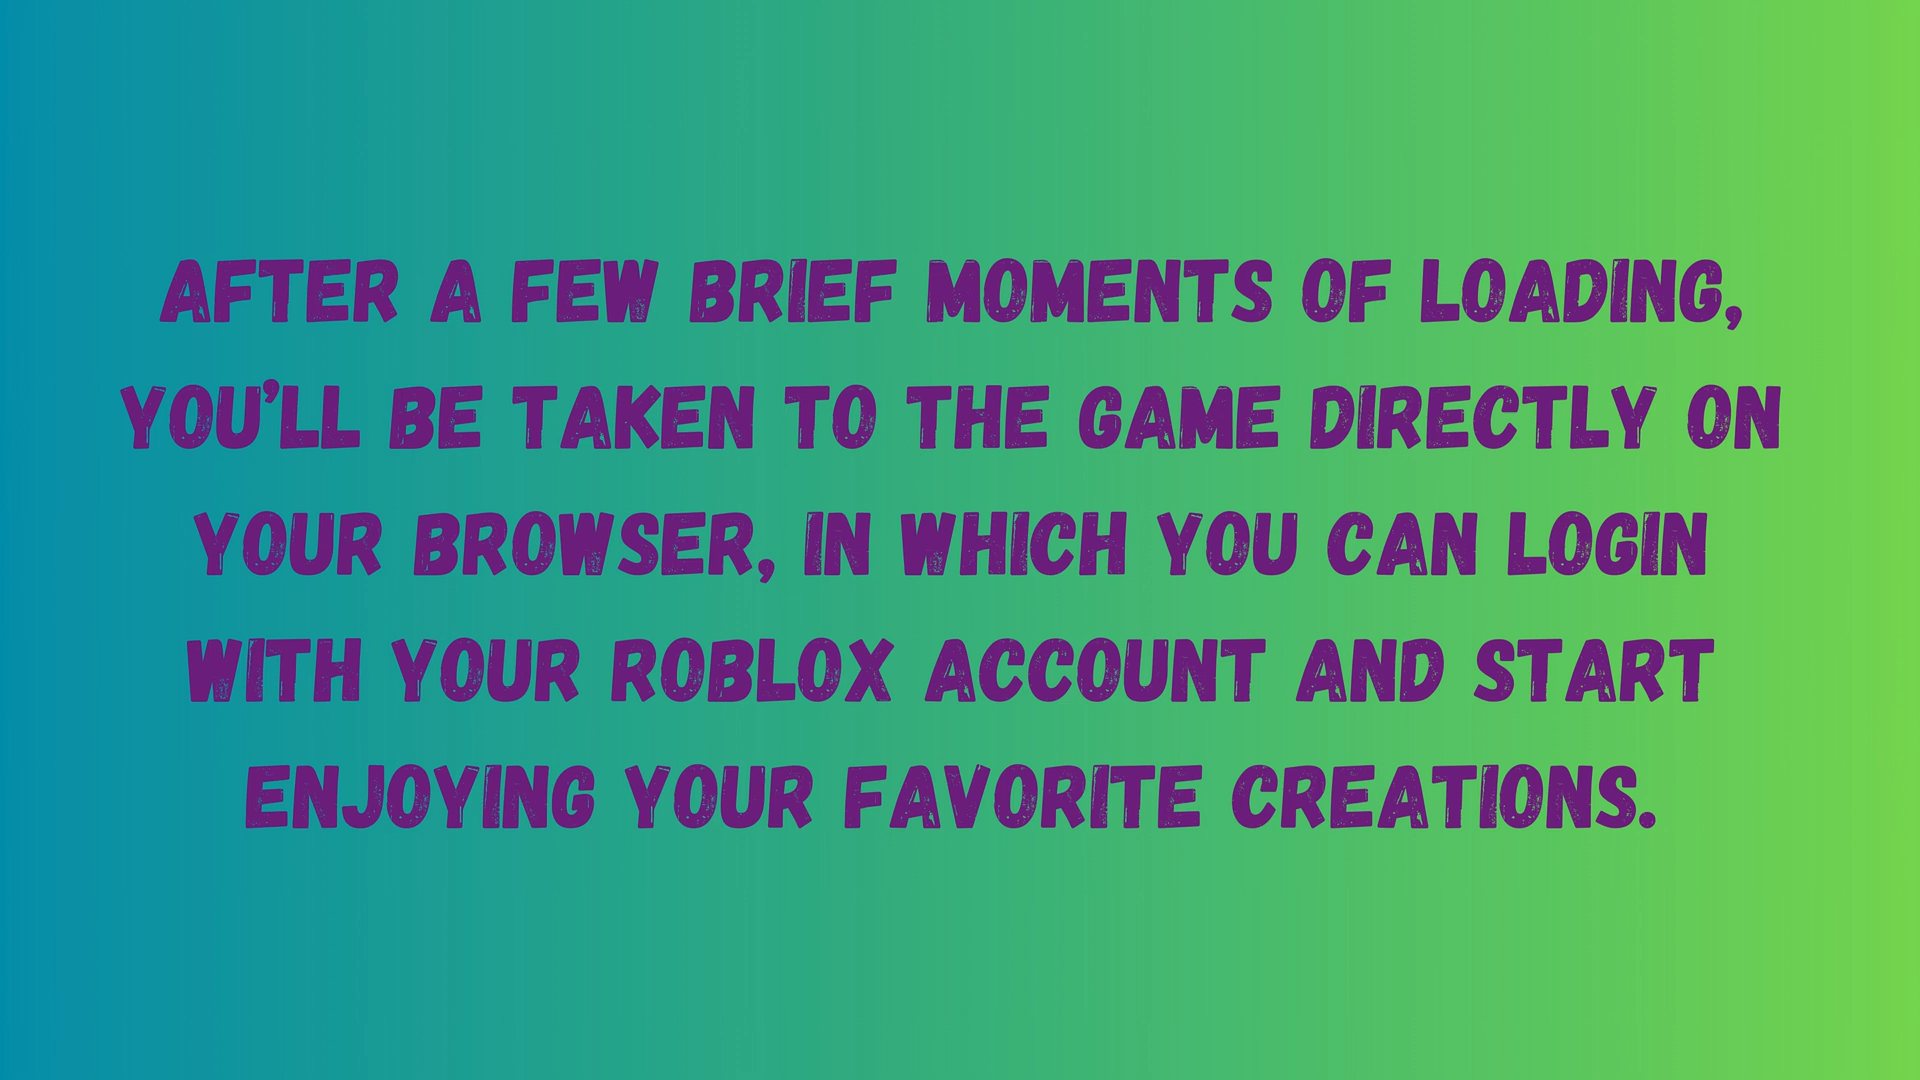 AFTER A FEW BRIEF MOMENTS OF LOADING,
YOU'LL BE TAKEN TO THE GAME DIRECTLY ON
YOUR BROWSER, IN WHICH YOU CAN LOGIN
WITH YOUR ROBLOX ACCOUNT AND START
ENJOYING YOUR FAVORITE CREATIONS.